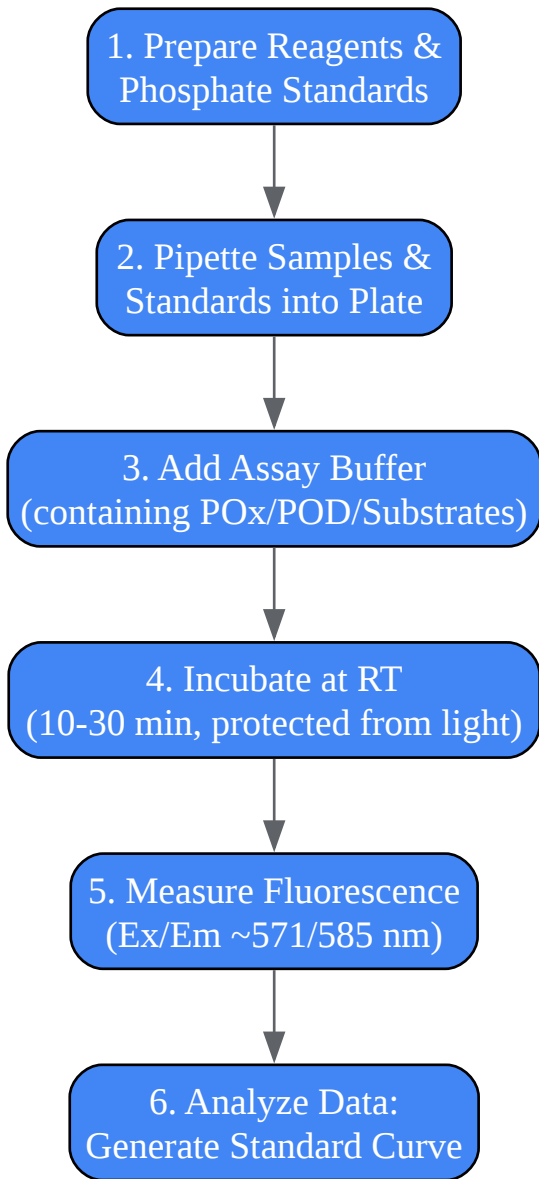 1. Prepare Reagents &
Phosphate Standards
2. Pipette Samples &
Standards into Plate
3. Add Assay Buffer
(containing POx/POD/Substrates)
4. Incubate at RT
(10-30 min, protected from light)
5. Measure Fluorescence
(Ex/Em ~571/585 nm)
6. Analyze Data:
Generate Standard Curve